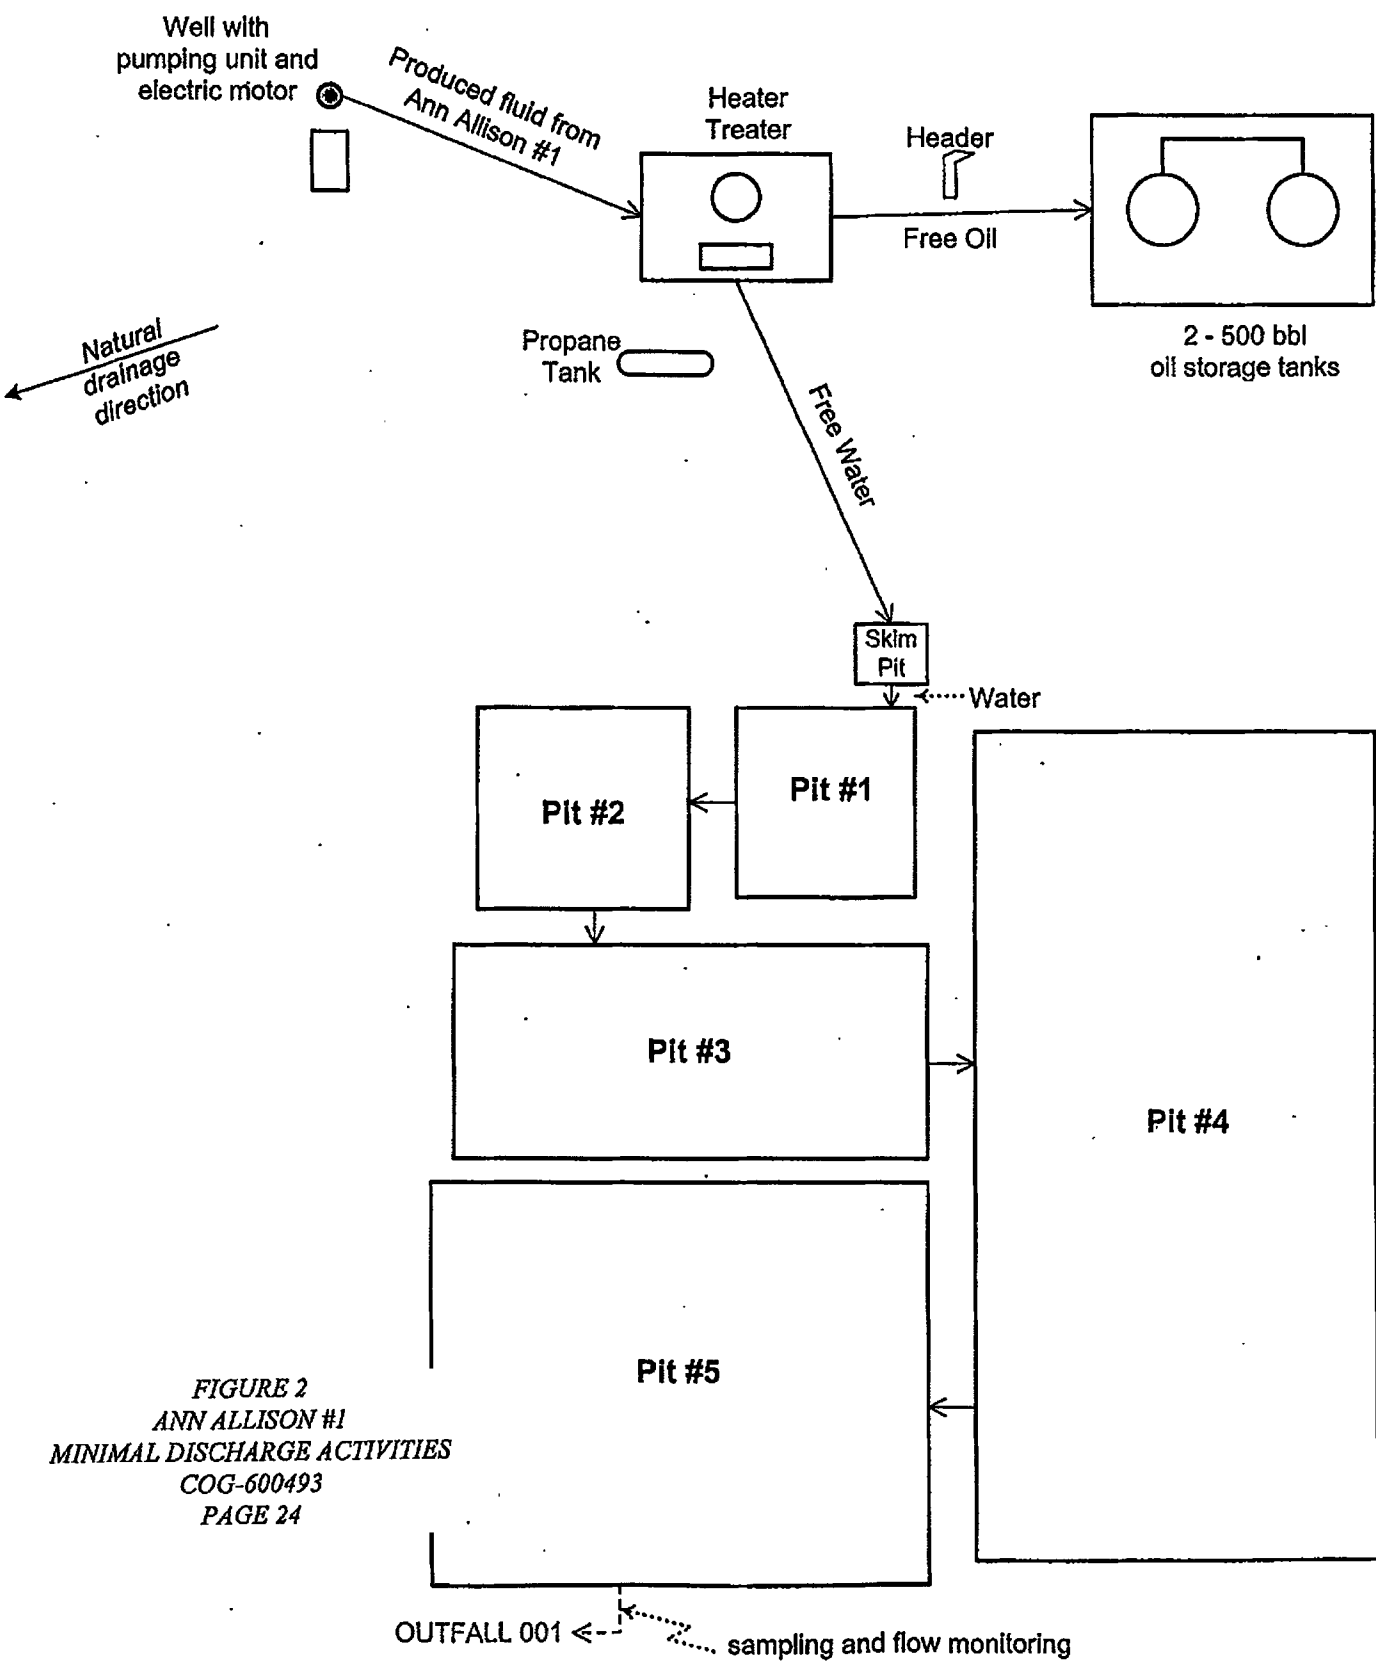 Well with
pumping unit and
electric motor
Produced fluid from
Ann Allison #1
Heater
Treater
Header
Free Oil
2 - 500 bbl
oil storage tanks
Natural
drainage
direction
Propane
Tank
Free Water
Skim
Pit
Water
Pit #1
Pit #2
Pit #3
Pit #4
Pit #5
FIGURE 2
ANN ALLISON #1
MINIMAL DISCHARGE ACTIVITIES
COG-600493
PAGE 24
OUTFALL 001
sampling and flow monitoring